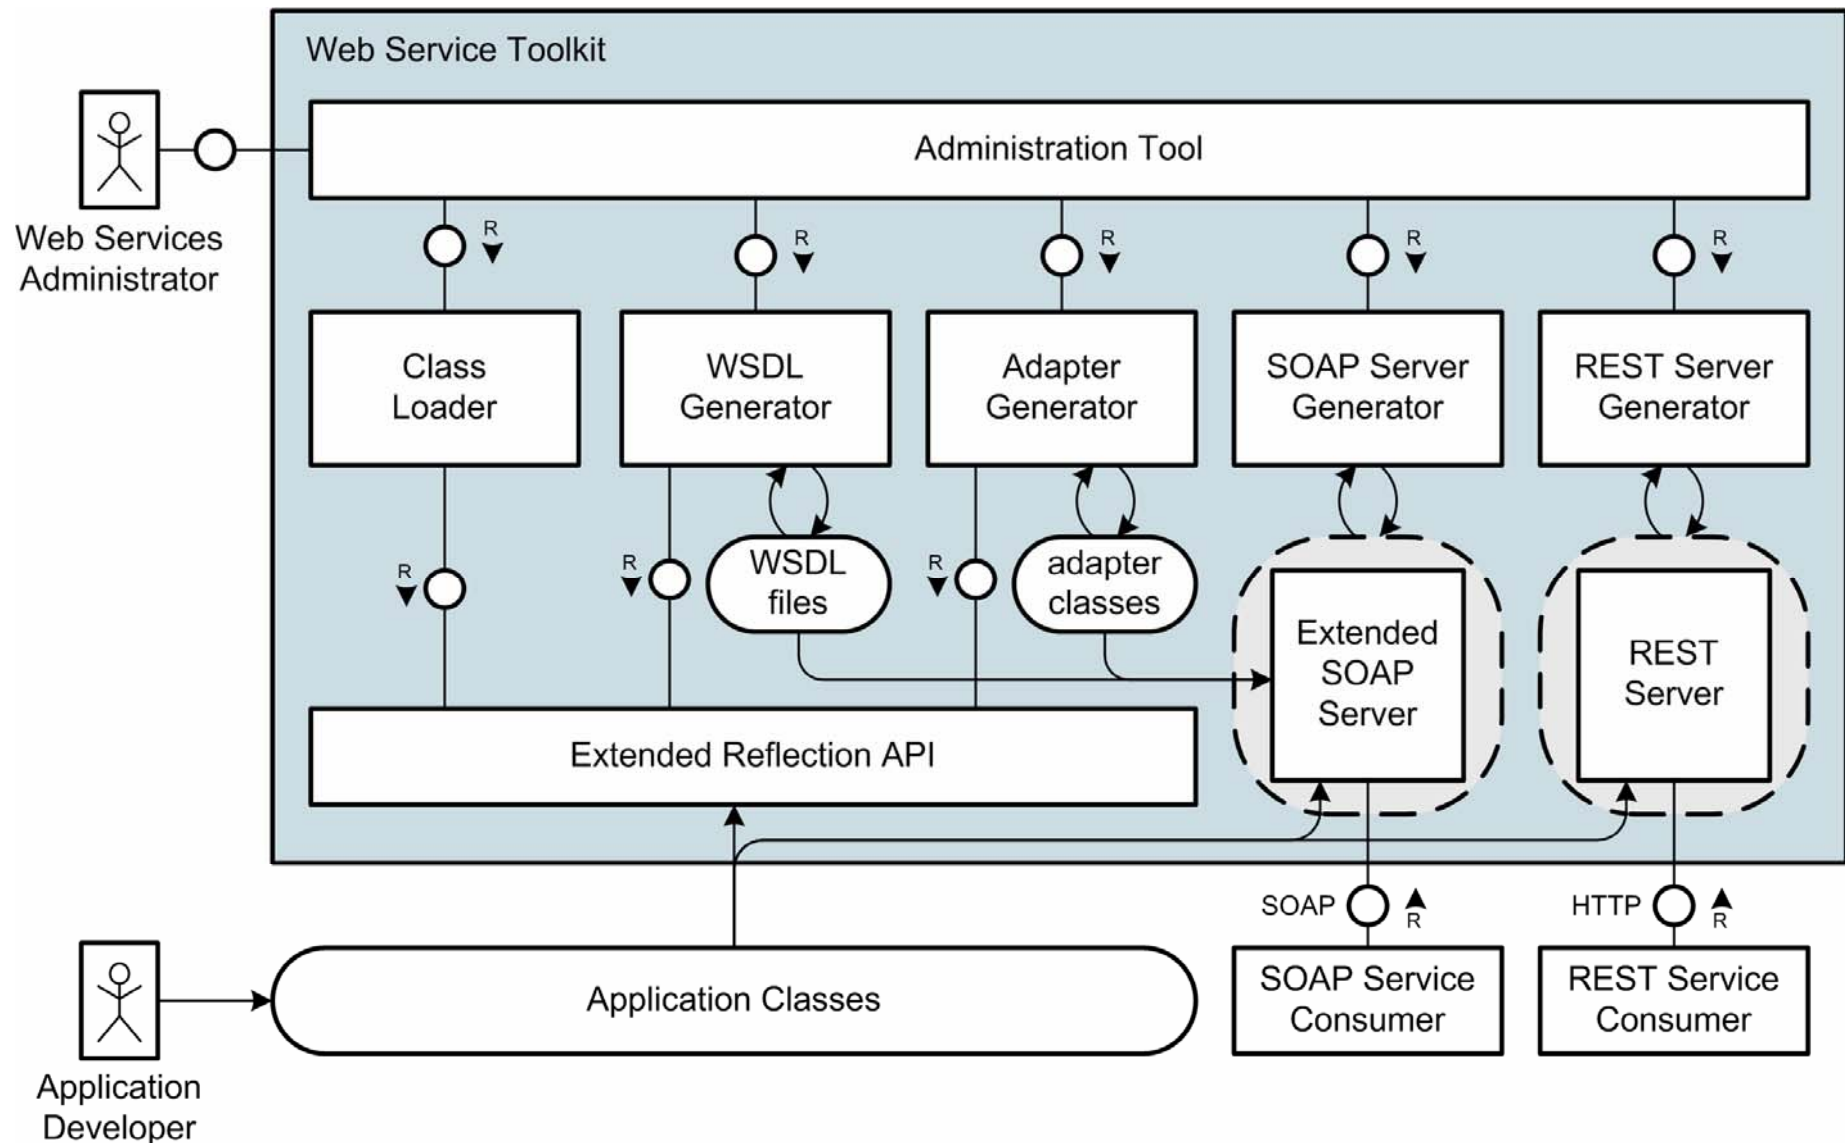 Web Service Toolkit
Administration Tool
Web Services
Administrator
R
R
R
R
R
Class
Loader
WSDL
Generator
Adapter
Generator
SOAP Server
Generator
REST Server
Generator
R
R
WSDL
files
R
adapter
classes
Extended
SOAP
Server
REST
Server
Extended Reflection API
SOAP
R
HTTP
R
Application Classes
SOAP Service
Consumer
REST Service
Consumer
Application
Developer